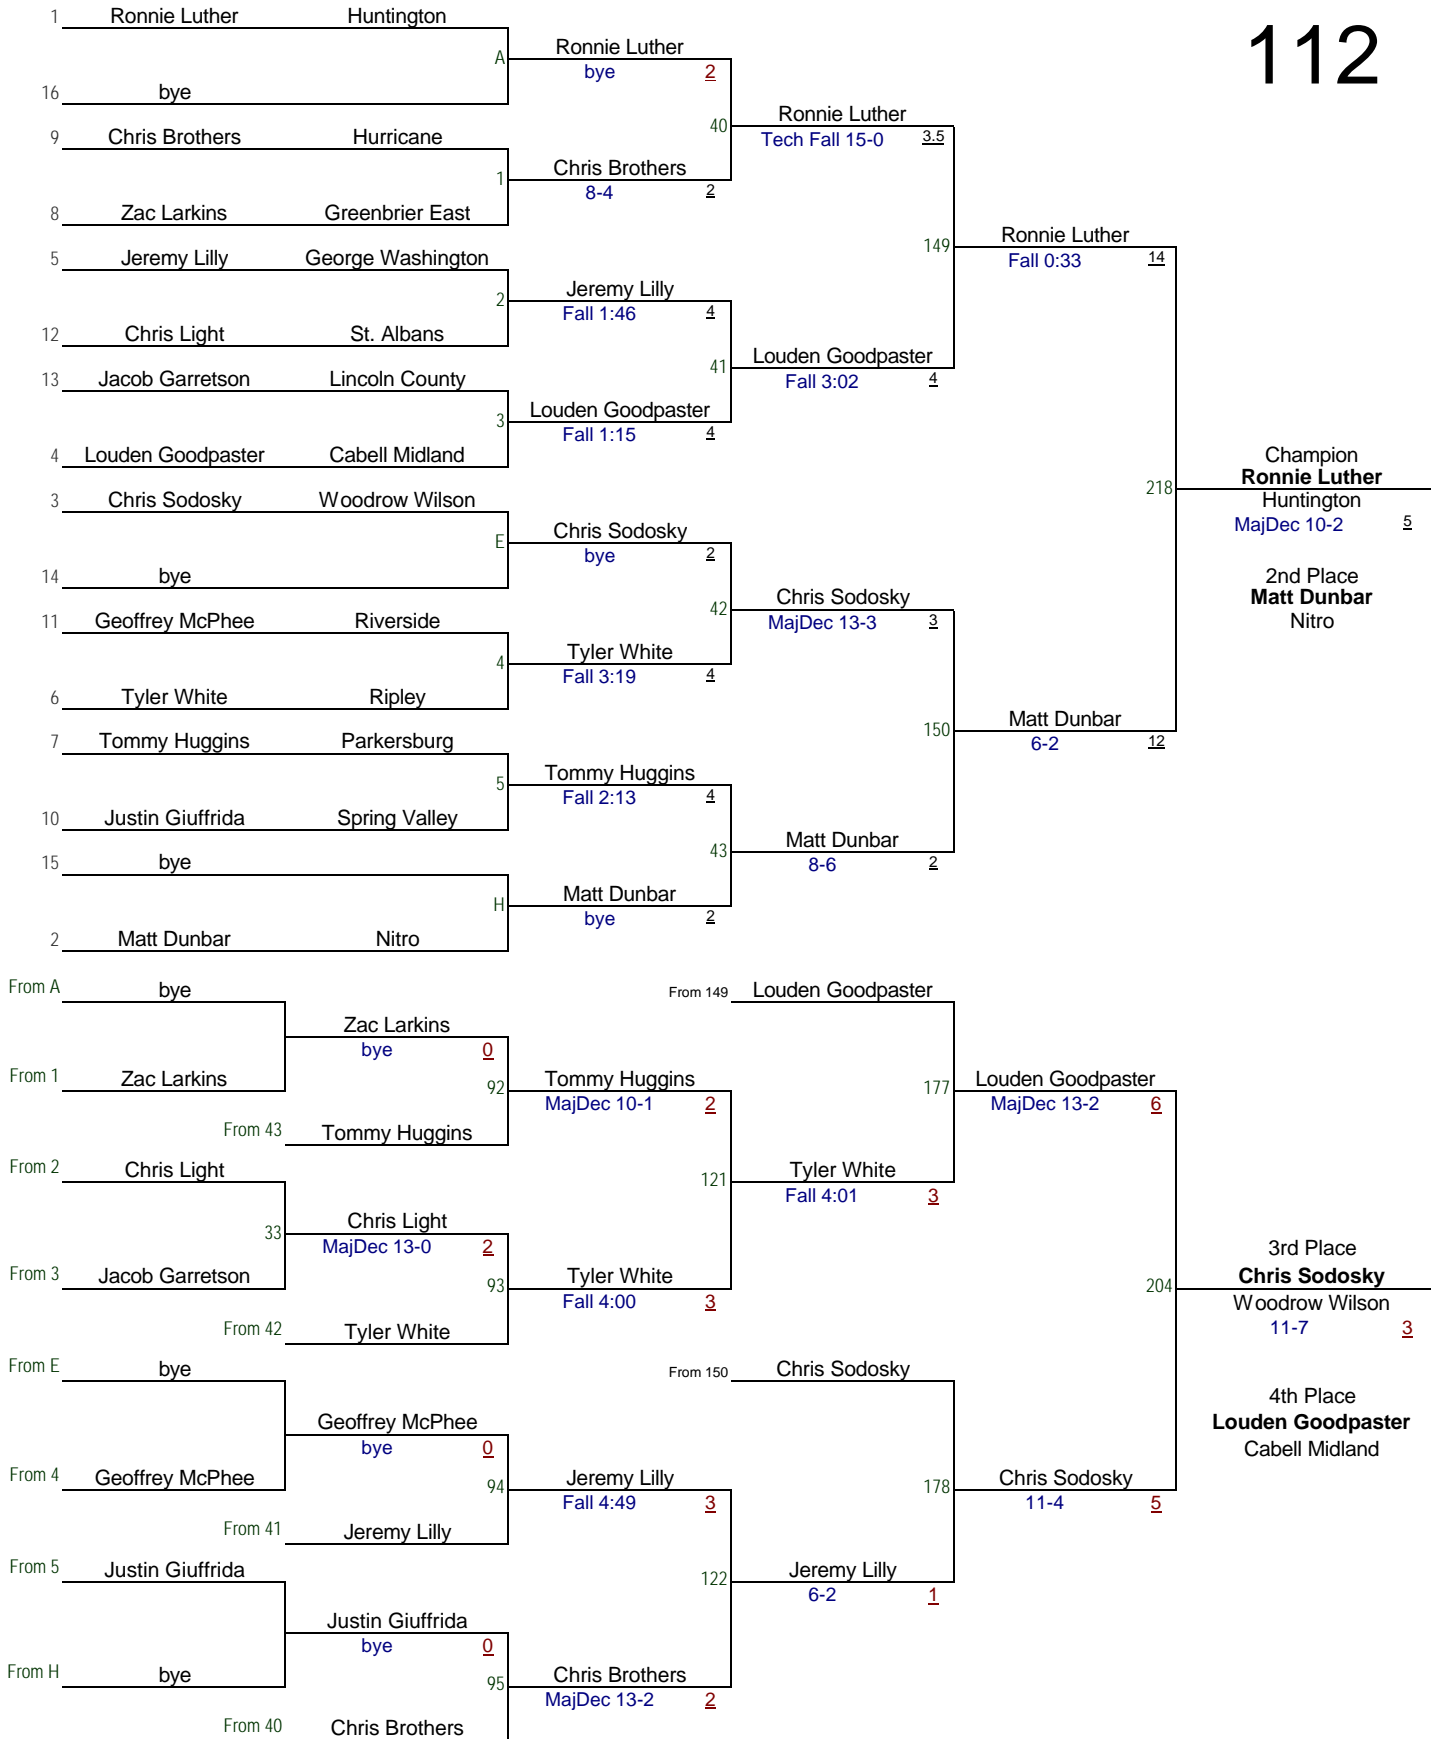 112
1 Ronnie Luther Huntington
A Ronnie Luther
bye 2
16 bye
9 Chris Brothers Hurricane
40 Ronnie Luther
Tech Fall 15-0 3.5
1 Chris Brothers
8-4 2
8 Zac Larkins Greenbrier East
149 Ronnie Luther
Fall 0:33 14
5 Jeremy Lilly George Washington
2 Jeremy Lilly
Fall 1:46 4
12 Chris Light St. Albans
41 Louden Goodpaster
Fall 3:02 4
13 Jacob Garretson Lincoln County
3 Louden Goodpaster
Fall 1:15 4
4 Louden Goodpaster Cabell Midland
218 Champion
Ronnie Luther
Huntington
MajDec 10-2 5
2nd Place
Matt Dunbar
Nitro
3 Chris Sodosky Woodrow Wilson
E Chris Sodosky
bye 2
14 bye
42 Chris Sodosky
MajDec 13-3 3
11 Geoffrey McPhee Riverside
4 Tyler White
Fall 3:19 4
6 Tyler White Ripley
150 Matt Dunbar
6-2 12
7 Tommy Huggins Parkersburg
5 Tommy Huggins
Fall 2:13 4
10 Justin Giuffrida Spring Valley
43 Matt Dunbar
8-6 2
15 bye
H Matt Dunbar
bye 2
2 Matt Dunbar Nitro
From A bye
From 149 Louden Goodpaster
Zac Larkins
bye 0
From 1 Zac Larkins
92 Tommy Huggins
MajDec 10-1 2
177 Louden Goodpaster
MajDec 13-2 6
From 43 Tommy Huggins
From 2 Chris Light
121 Tyler White
Fall 4:01 3
33 Chris Light
MajDec 13-0 2
From 3 Jacob Garretson
93 Tyler White
Fall 4:00 3
204 3rd Place
Chris Sodosky
Woodrow Wilson
11-7 3
From 42 Tyler White
From E bye
From 150 Chris Sodosky
4th Place
Louden Goodpaster
Cabell Midland
Geoffrey McPhee
bye 0
From 4 Geoffrey McPhee
94 Jeremy Lilly
Fall 4:49 3
178 Chris Sodosky
11-4 5
From 41 Jeremy Lilly
From 5 Justin Giuffrida
122 Jeremy Lilly
6-2 1
Justin Giuffrida
bye 0
From H bye
95 Chris Brothers
MajDec 13-2 2
From 40 Chris Brothers